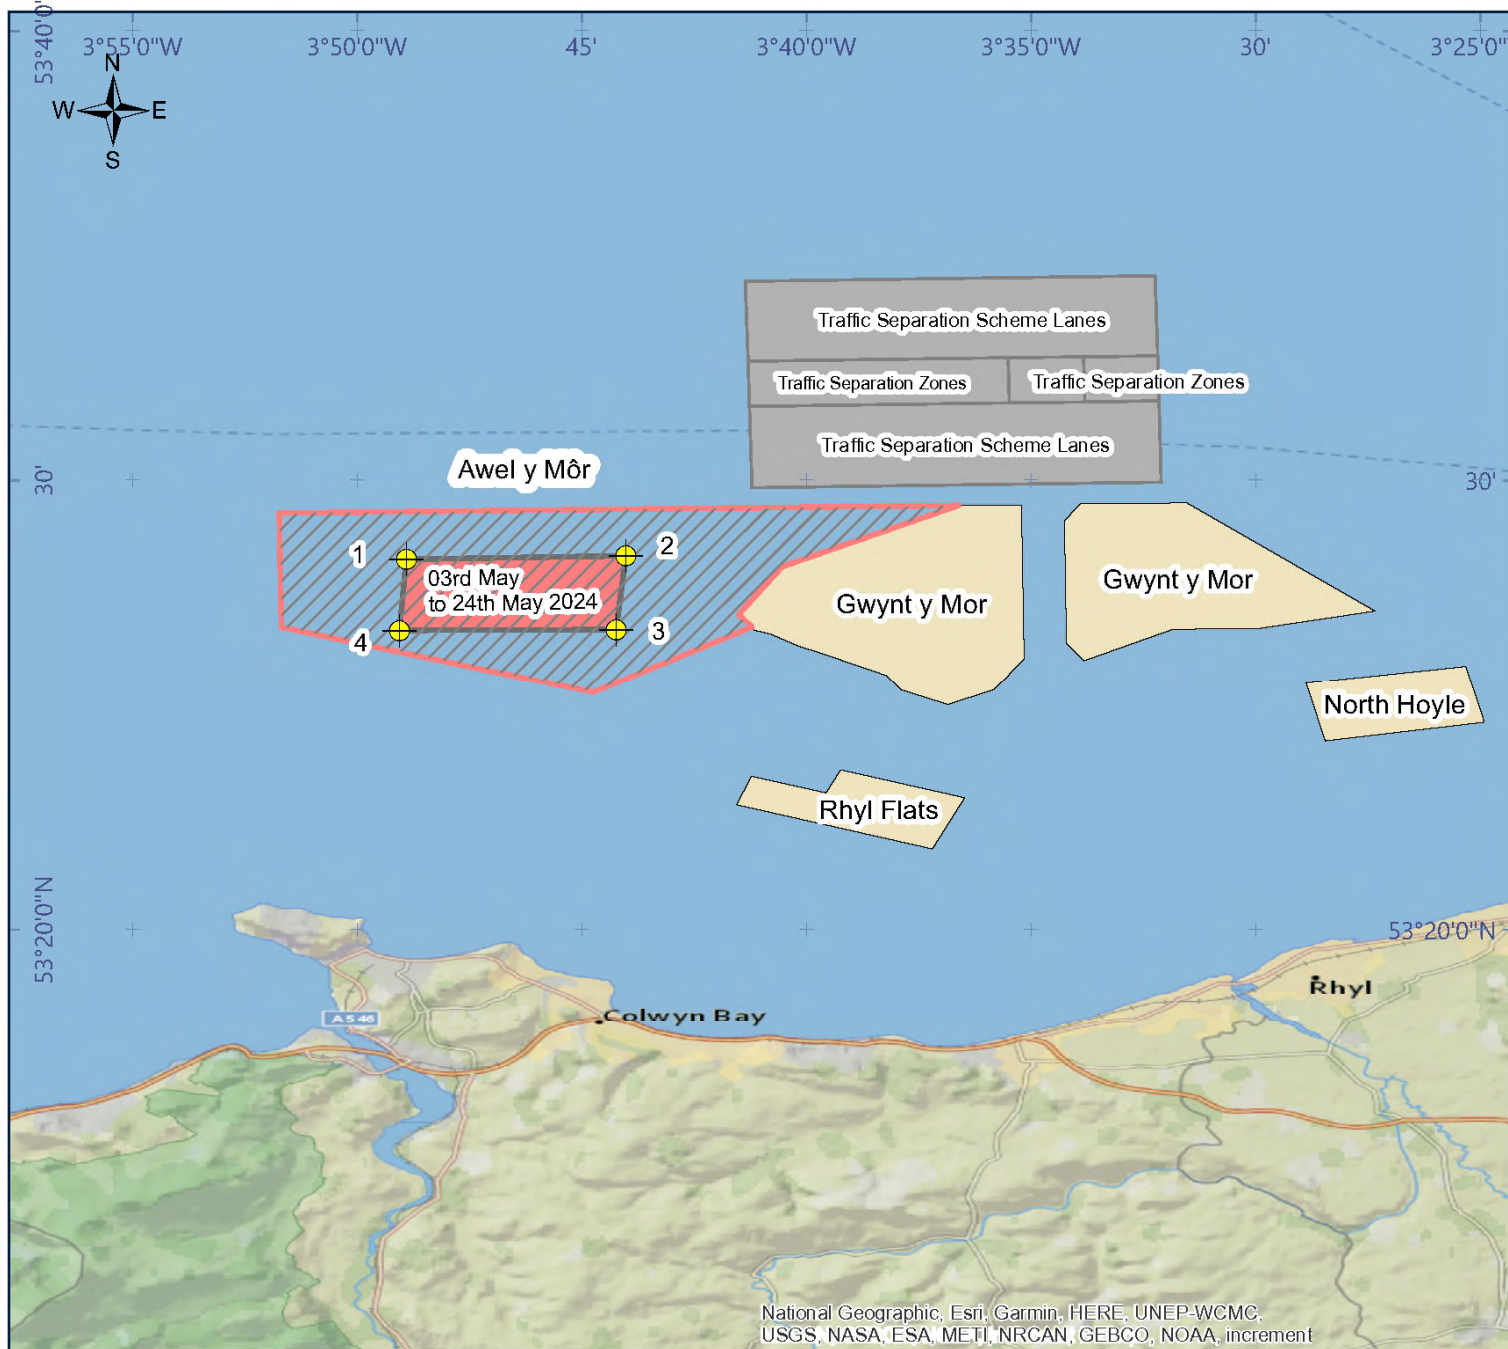 3°55'0"W
3°50'0"W
45'
3°40'0"W
3°35'0"W
30'
3°25'0"
53°40'0"
N
W
E
S
Traffic Separation Scheme Lanes
Traffic Separation Zones
Traffic Separation Zones
Traffic Separation Scheme Lanes
Awel y Môr
30'
30'
1
2
03rd May
to 24th May 2024
3
4
Gwynt y Mor
Gwynt y Mor
North Hoyle
Rhyl Flats
53°20'0"N
53°20'0"N
Rhyl
A546
Colwyn Bay
National Geographic, Esri, Garmin, HERE, UNEP-WCMC,
USGS, NASA, ESA, METI, NRCAN, GEBCO, NOAA, increment